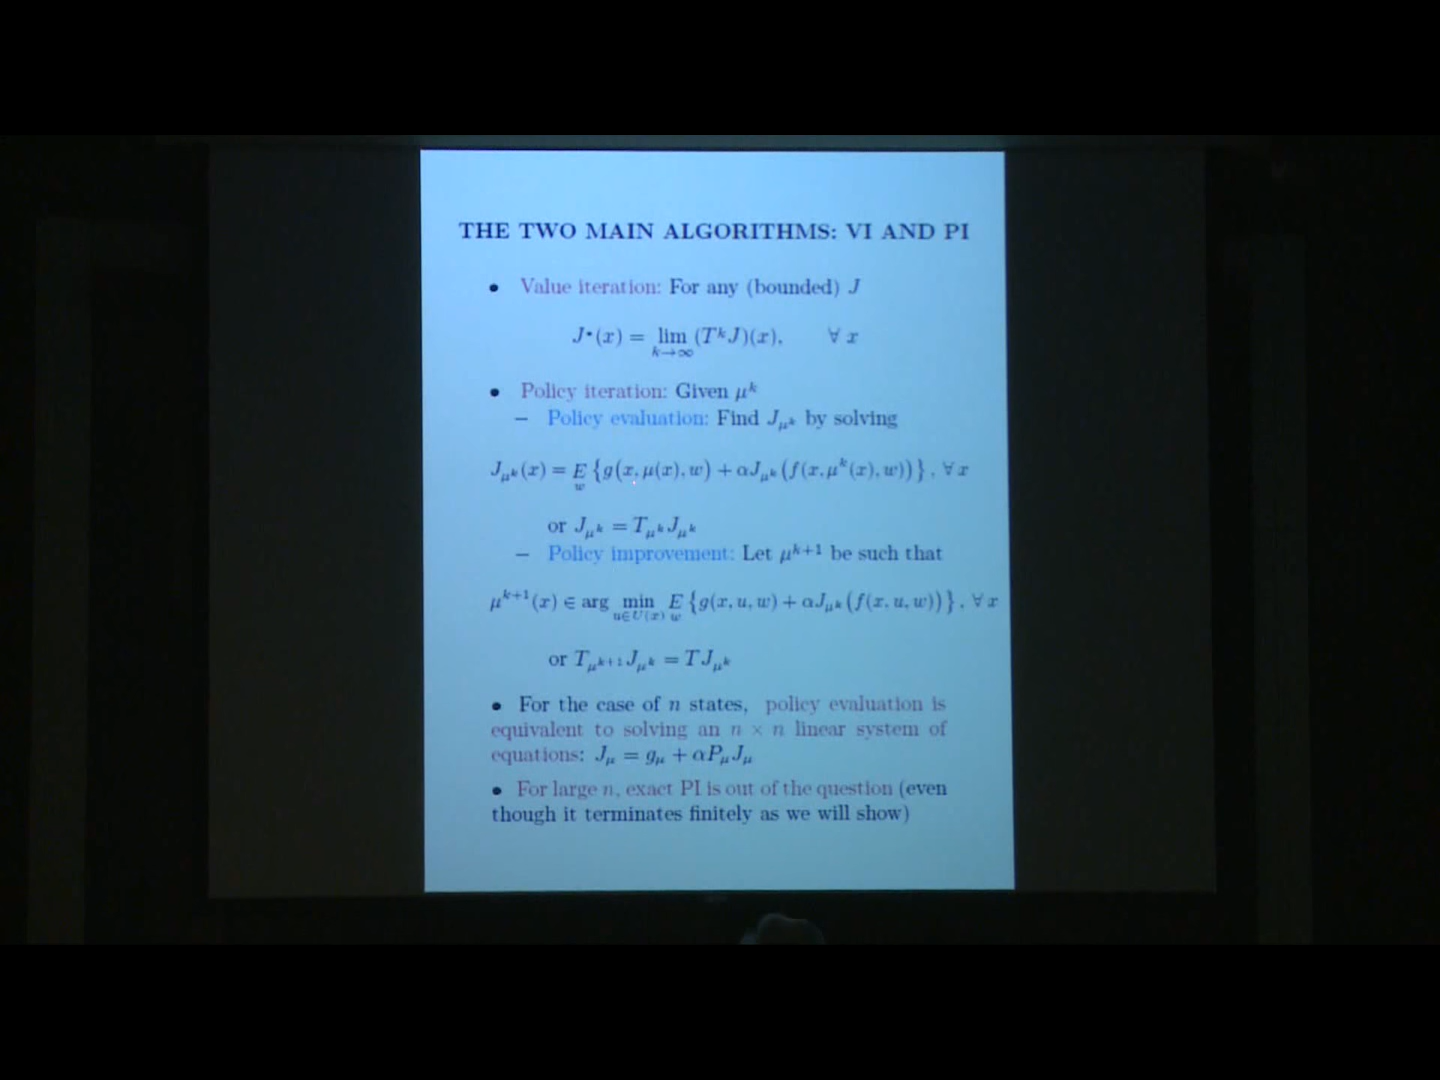 THE TWO MAIN ALGORITHMS: VI AND PI
• Value iteration: For any (bounded) J
J*(x) = lim_{k→∞} (T^k J)(x), ∀ x
• Policy iteration: Given μ^k
– Policy evaluation: Find J_{μ^k} by solving
J_{μ^k}(x) = E_w {g(x, μ(x), w) + αJ_{μ^k}(f(x, μ^k(x), w))}, ∀ x
or J_{μ^k} = T_{μ^k} J_{μ^k}
– Policy improvement: Let μ^{k+1} be such that
μ^{k+1}(x) ∈ arg min_{u∈U(x)} E_w {g(x, u, w) + αJ_{μ^k}(f(x, u, w))}, ∀ x
or T_{μ^{k+1}} J_{μ^k} = T J_{μ^k}
• For the case of n states, policy evaluation is
equivalent to solving an n × n linear system of
equations: J_μ = g_μ + αP_μ J_μ
• For large n, exact PI is out of the question (even
though it terminates finitely as we will show)